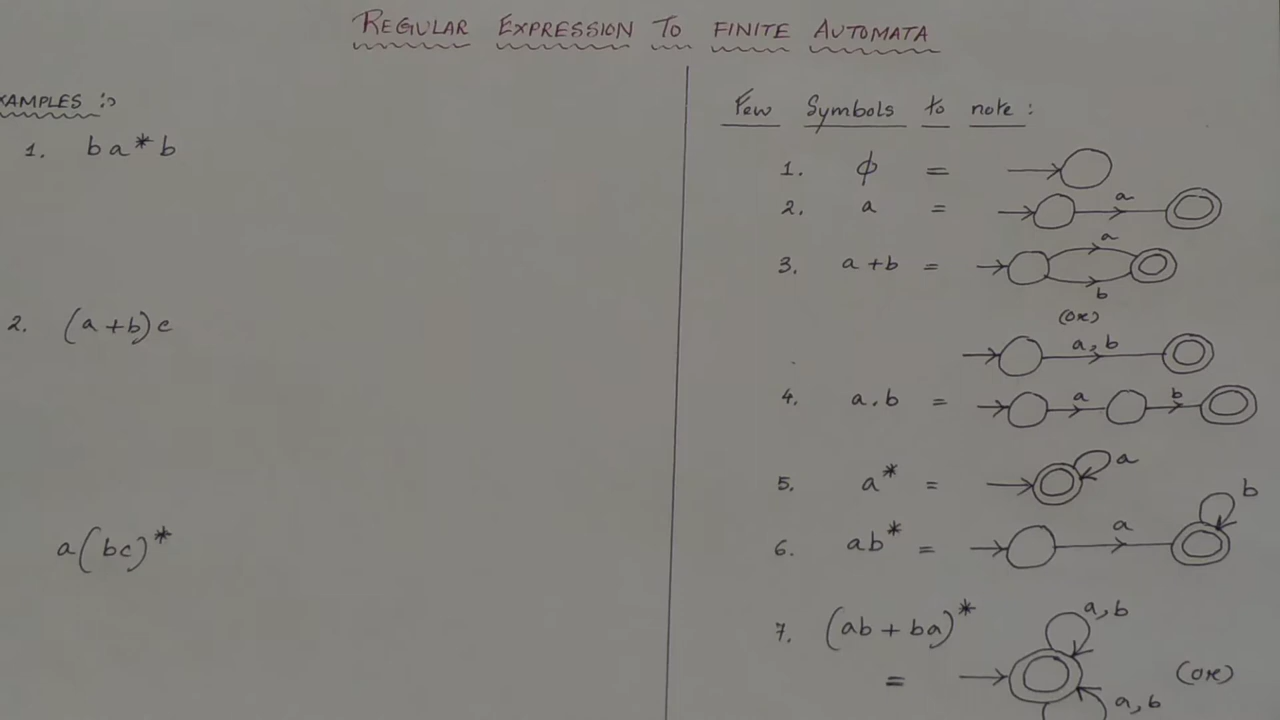 REGULAR EXPRESSION TO FINITE AUTOMATA
XAMPLES :
1. ba*b
2. (a+b)c
a(bc)*
Few Symbols to note :
1. ϕ =
2. a = a
3. a+b = a
b
(or)
a,b
4. a.b = a b
5. a* = a
6. ab* = a b
7. (ab + ba)* a,b
= (or)
a,b